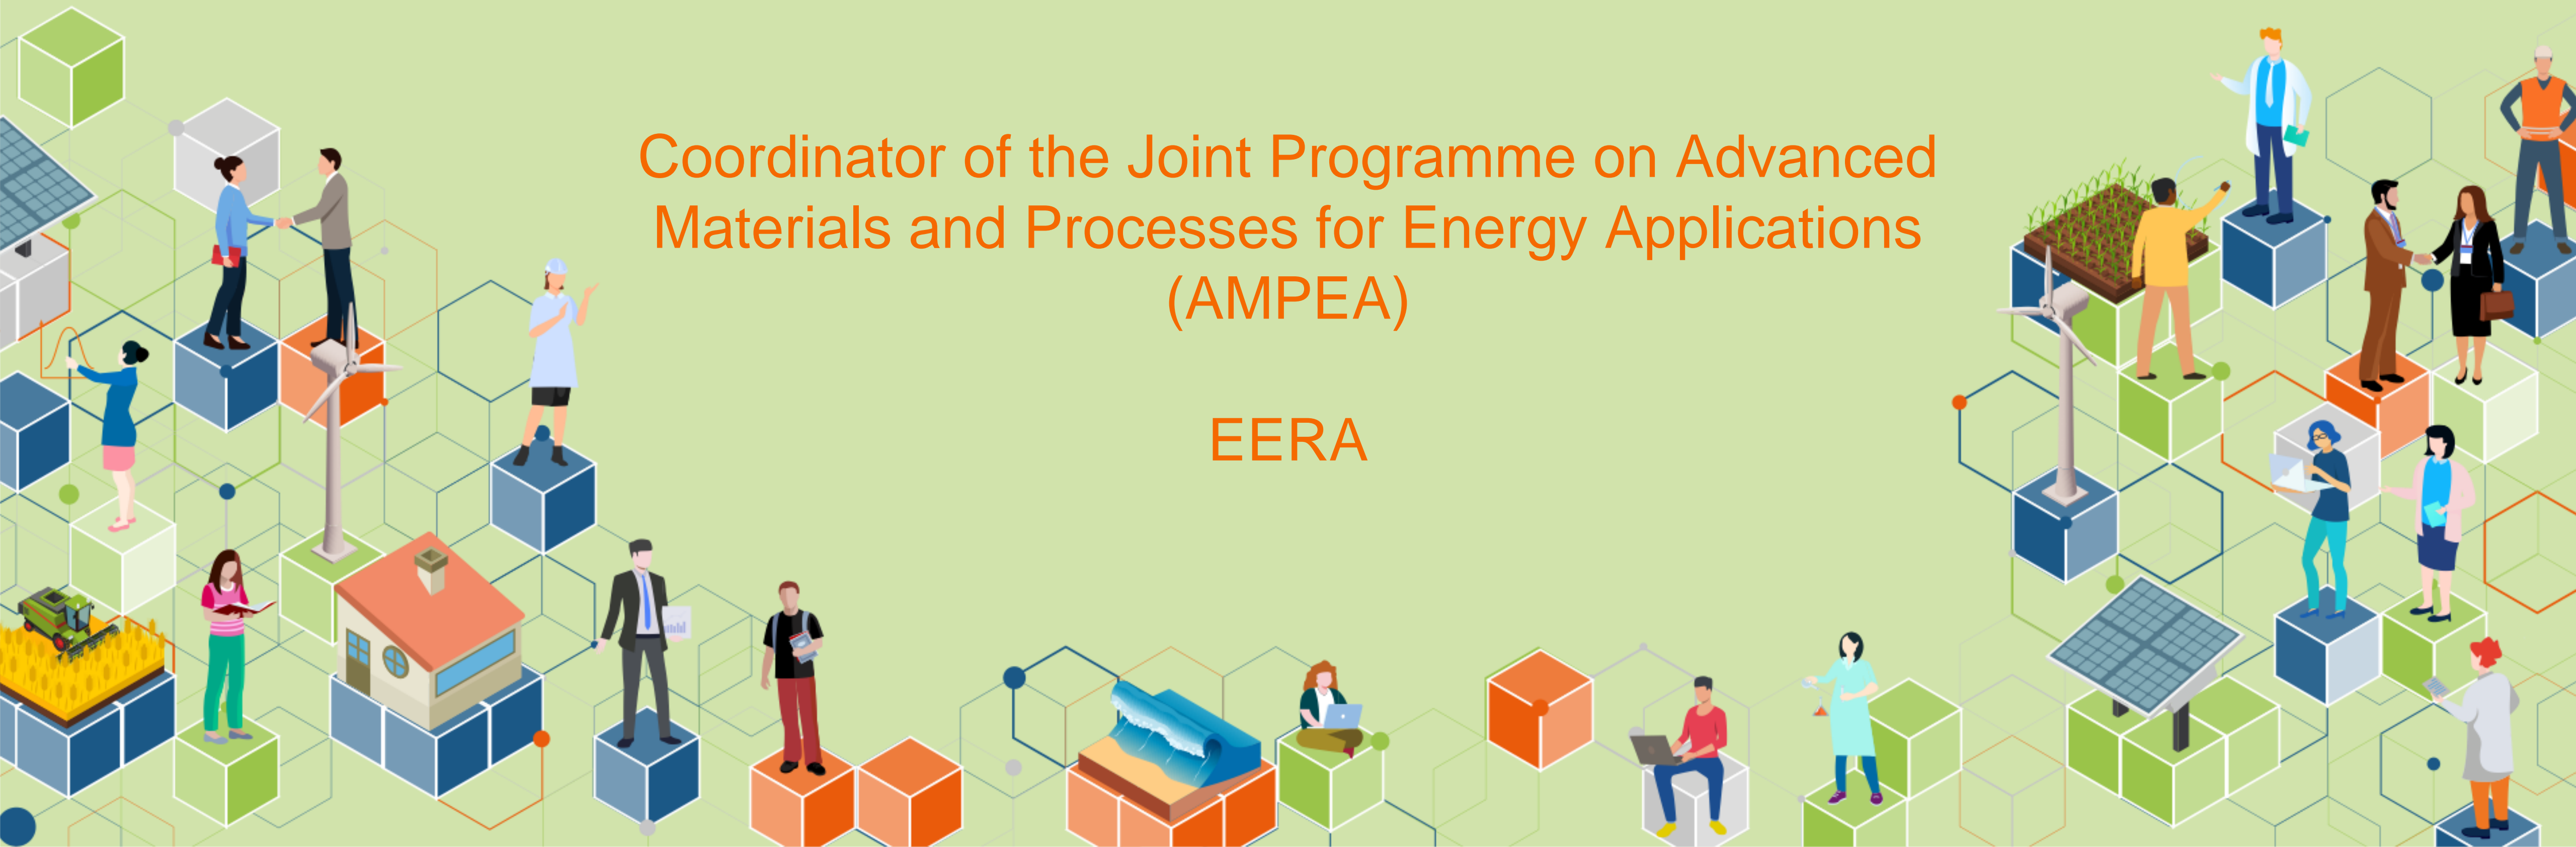 Coordinator of the Joint Programme on Advanced
Materials and Processes for Energy Applications
(AMPEA)
EERA